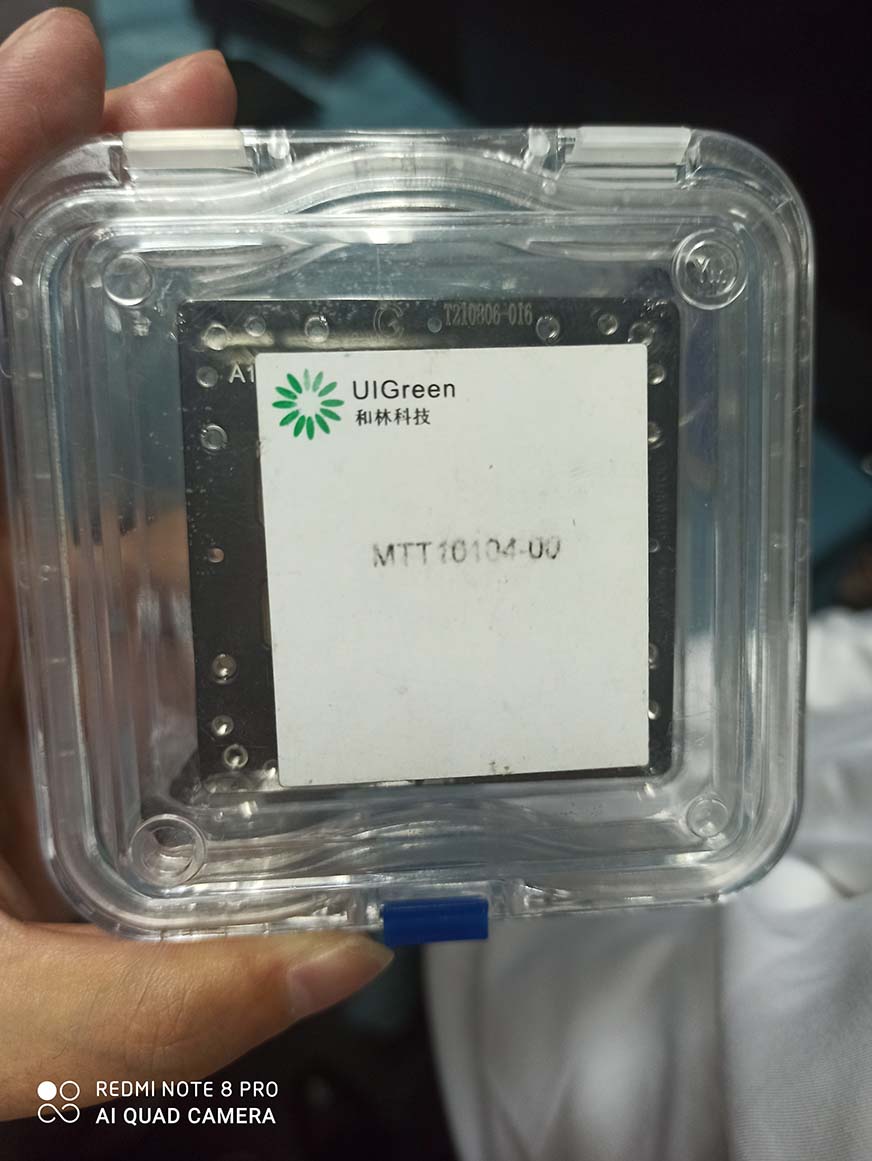 T210806-016
A1
UIGreen
和林科技
MTT10104-00
REDMI NOTE 8 PRO
AI QUAD CAMERA